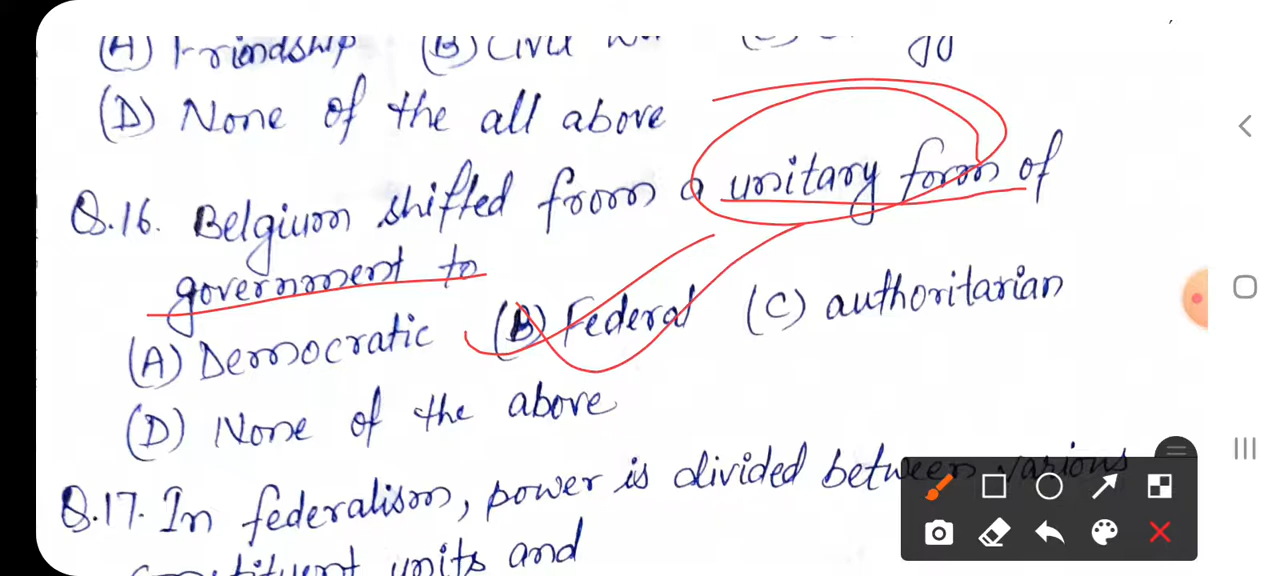 (A) Friendship (B) Civil
(D) None of the all above
Q.16. Belgium shifted from a unitary form of
government to
(A) Democratic (B) Federal (C) authoritarian
(D) None of the above
Q.17. In federalism, power is divided between various
constituent units and